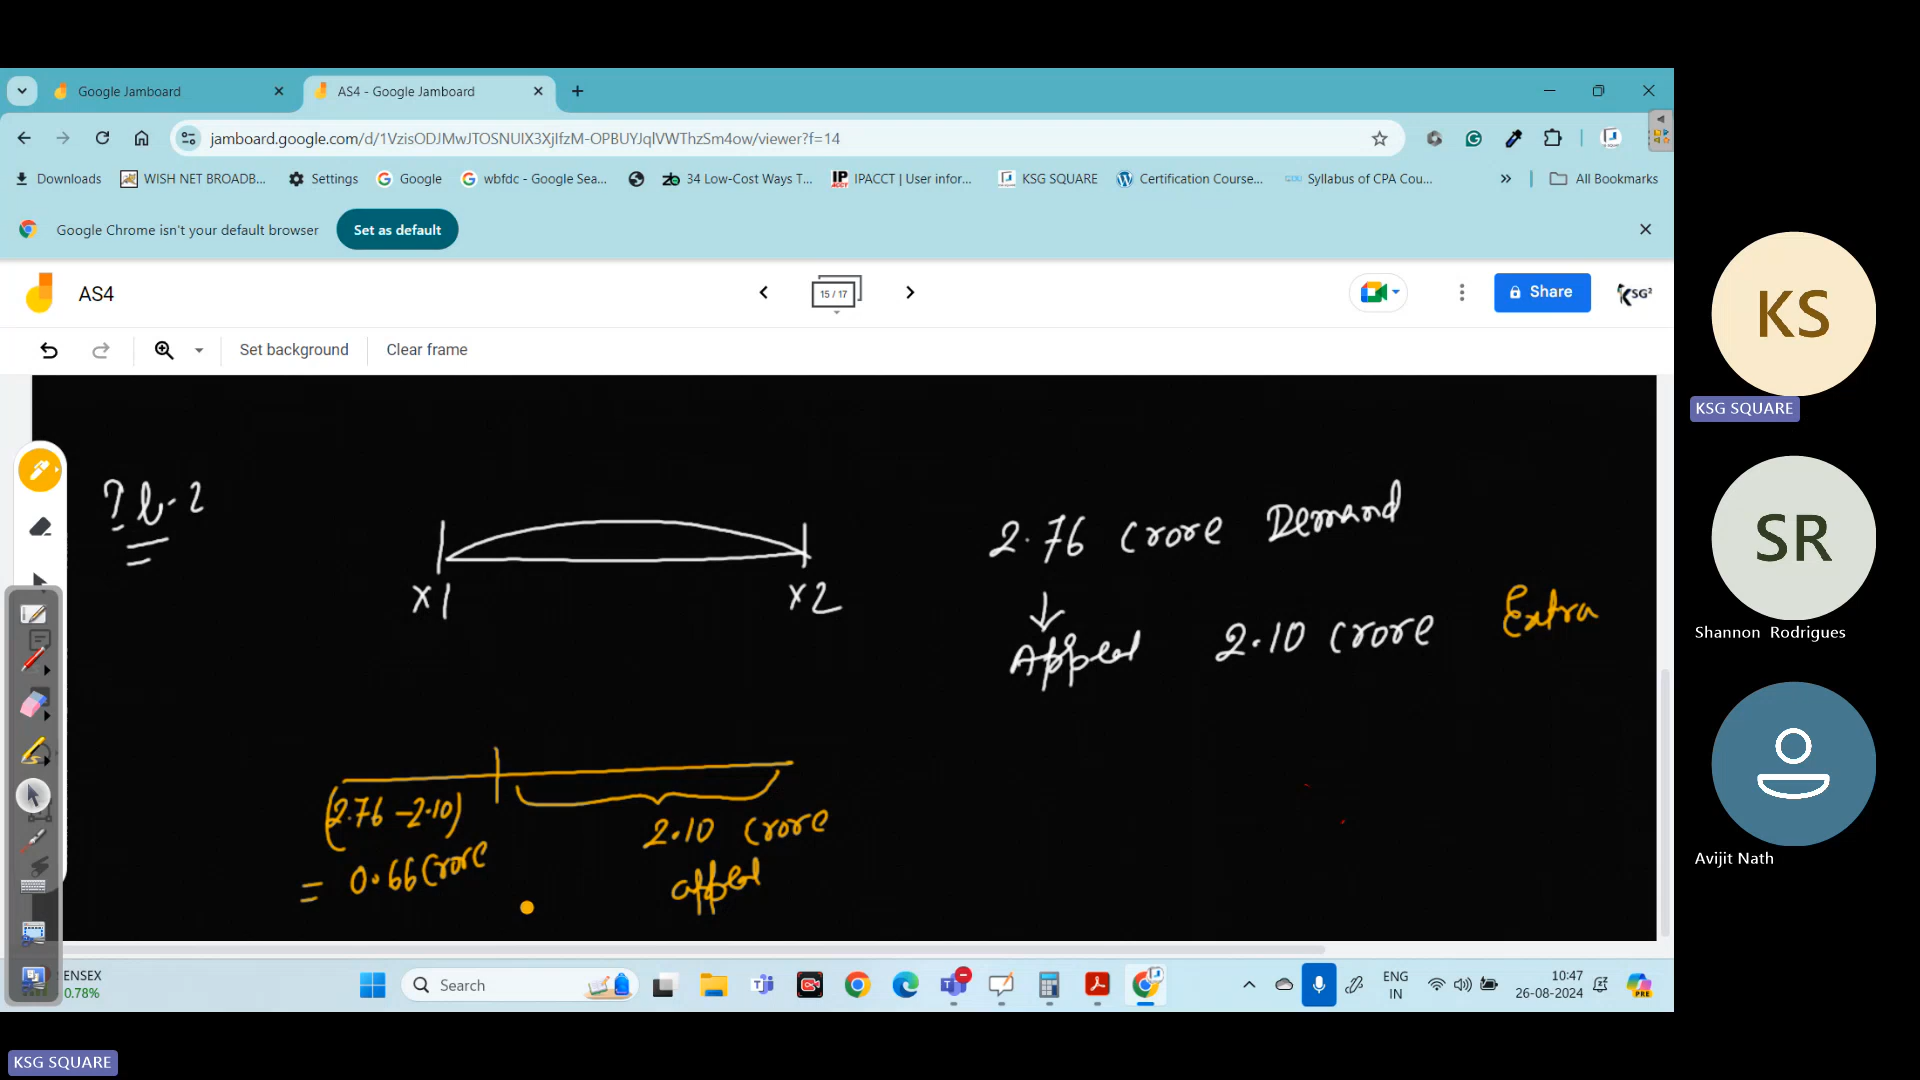 Google Jamboard
AS4 - Google Jamboard
jamboard.google.com/d/1VzisODJMwJTOSNUIX3XjIfzM-OPBUYJqlVWThzSm4ow/viewer?f=14
Downloads WISH NET BROADB... Settings Google wbfdc - Google Sea... 34 Low-Cost Ways T... IPACCT | User infor... KSG SQUARE Certification Course... Syllabus of CPA Cou... » All Bookmarks
Google Chrome isn't your default browser Set as default
AS4 15 / 17 Share KSG²
Set background Clear frame
2.76 Crore Demand
x1 x2
Appeal 2.10 Crore Extra
(2.76 - 2.10) 2.10 Crore
= 0.66 Crore appeal
KS
KSG SQUARE
SR
Shannon Rodrigues
Avijit Nath
ENSEX
0.78%
Search
ENG
IN
10:47
26-08-2024
PRE
KSG SQUARE